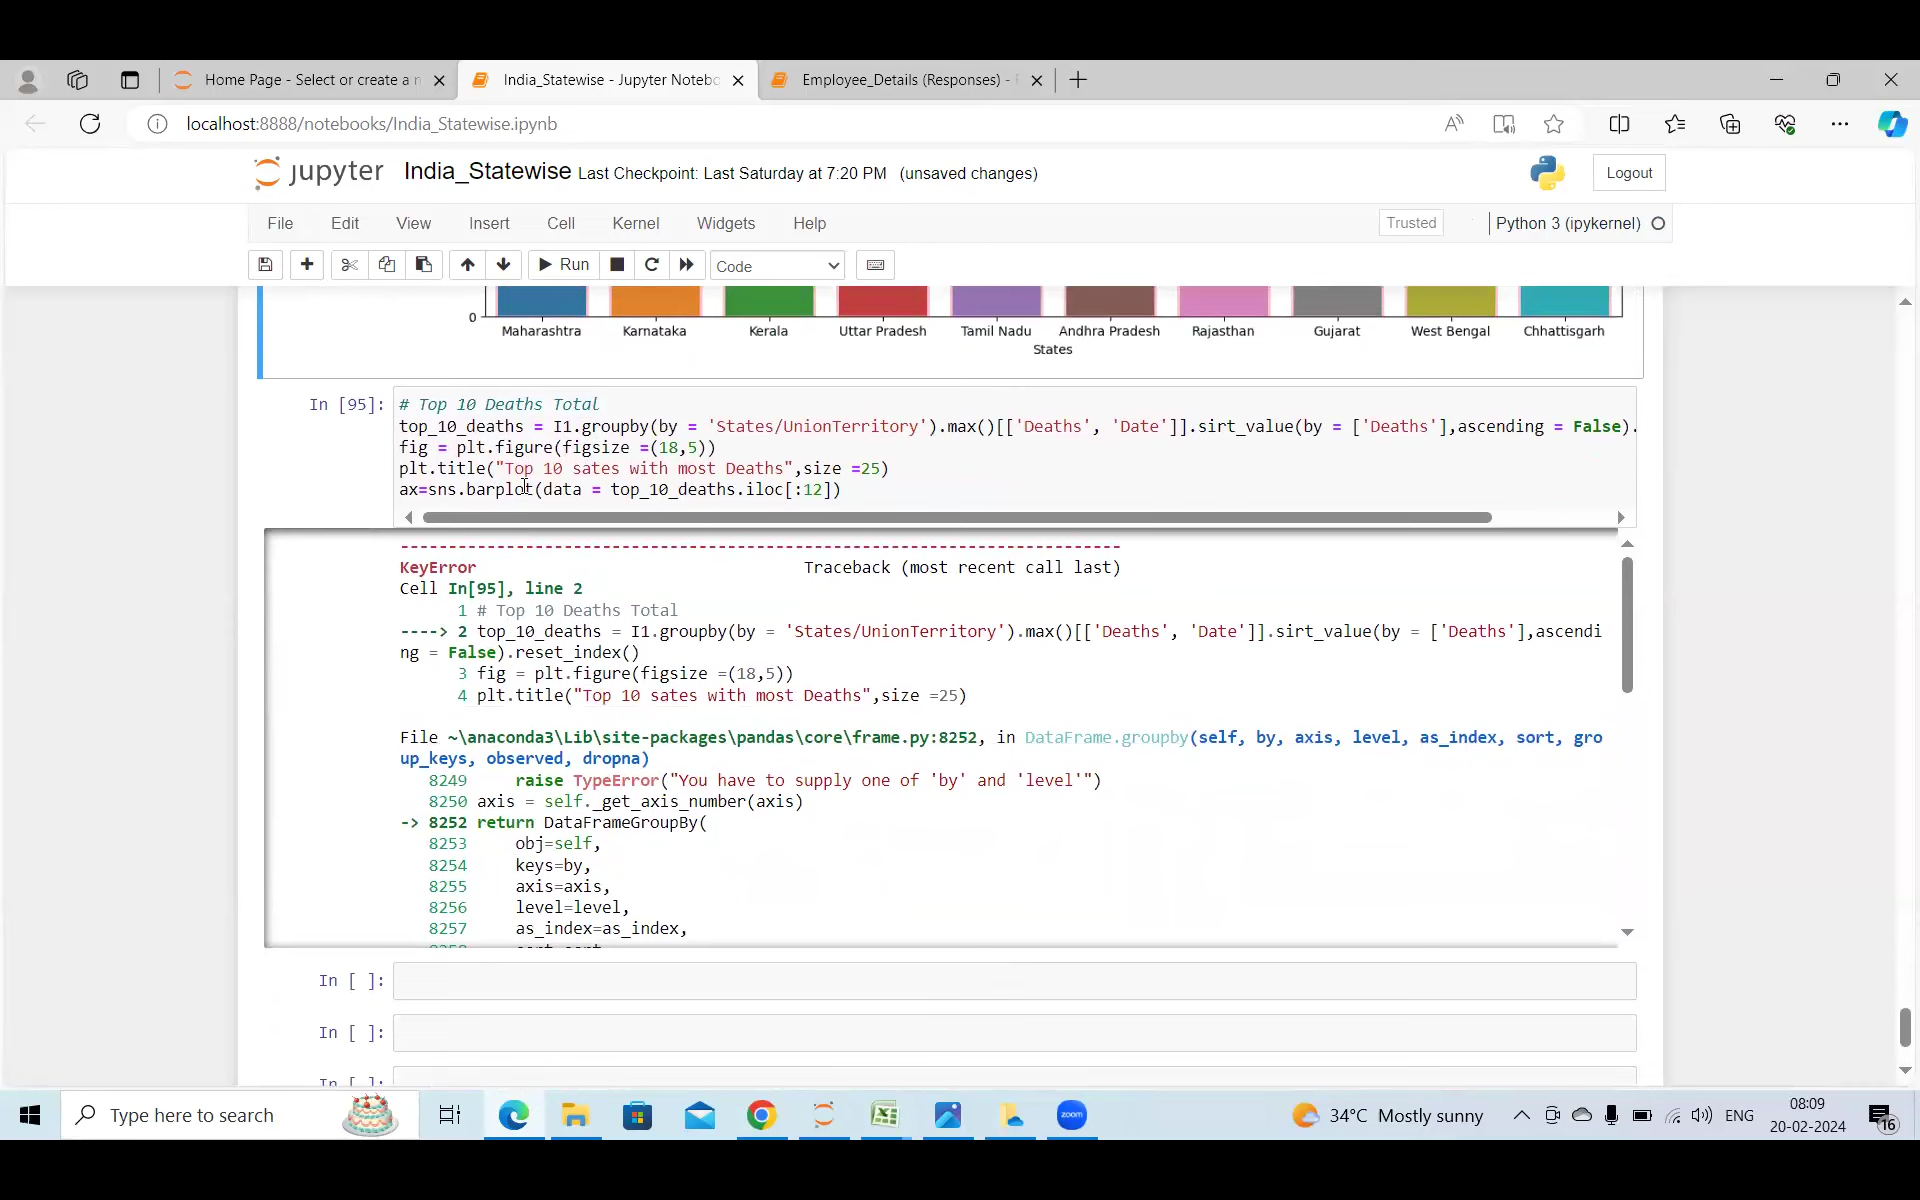 Home Page - Select or create a n
India_Statewise - Jupyter Notebo
Employee_Details (Responses) -
localhost:8888/notebooks/India_Statewise.ipynb
jupyter India_Statewise Last Checkpoint: Last Saturday at 7:20 PM (unsaved changes)
Logout
File Edit View Insert Cell Kernel Widgets Help
Trusted
Python 3 (ipykernel)
Run
Code
0
Maharashtra Karnataka Kerala Uttar Pradesh Tamil Nadu Andhra Pradesh Rajasthan Gujarat West Bengal Chhattisgarh
States
In [95]:
# Top 10 Deaths Total
top_10_deaths = I1.groupby(by = 'States/UnionTerritory').max()[['Deaths', 'Date']].sirt_value(by = ['Deaths'],ascending = False).
fig = plt.figure(figsize =(18,5))
plt.title("Top 10 sates with most Deaths",size =25)
ax=sns.barplot(data = top_10_deaths.iloc[:12])
---------------------------------------------------------------------------
KeyError Traceback (most recent call last)
Cell In[95], line 2
1 # Top 10 Deaths Total
----> 2 top_10_deaths = I1.groupby(by = 'States/UnionTerritory').max()[['Deaths', 'Date']].sirt_value(by = ['Deaths'],ascendi
ng = False).reset_index()
3 fig = plt.figure(figsize =(18,5))
4 plt.title("Top 10 sates with most Deaths",size =25)
File ~\anaconda3\Lib\site-packages\pandas\core\frame.py:8252, in DataFrame.groupby(self, by, axis, level, as_index, sort, gro
up_keys, observed, dropna)
8249 raise TypeError("You have to supply one of 'by' and 'level'")
8250 axis = self._get_axis_number(axis)
-> 8252 return DataFrameGroupBy(
8253 obj=self,
8254 keys=by,
8255 axis=axis,
8256 level=level,
8257 as_index=as_index,
In [ ]:
In [ ]:
In [ ]:
Type here to search
zoom
34°C Mostly sunny
ENG
08:09
20-02-2024
16